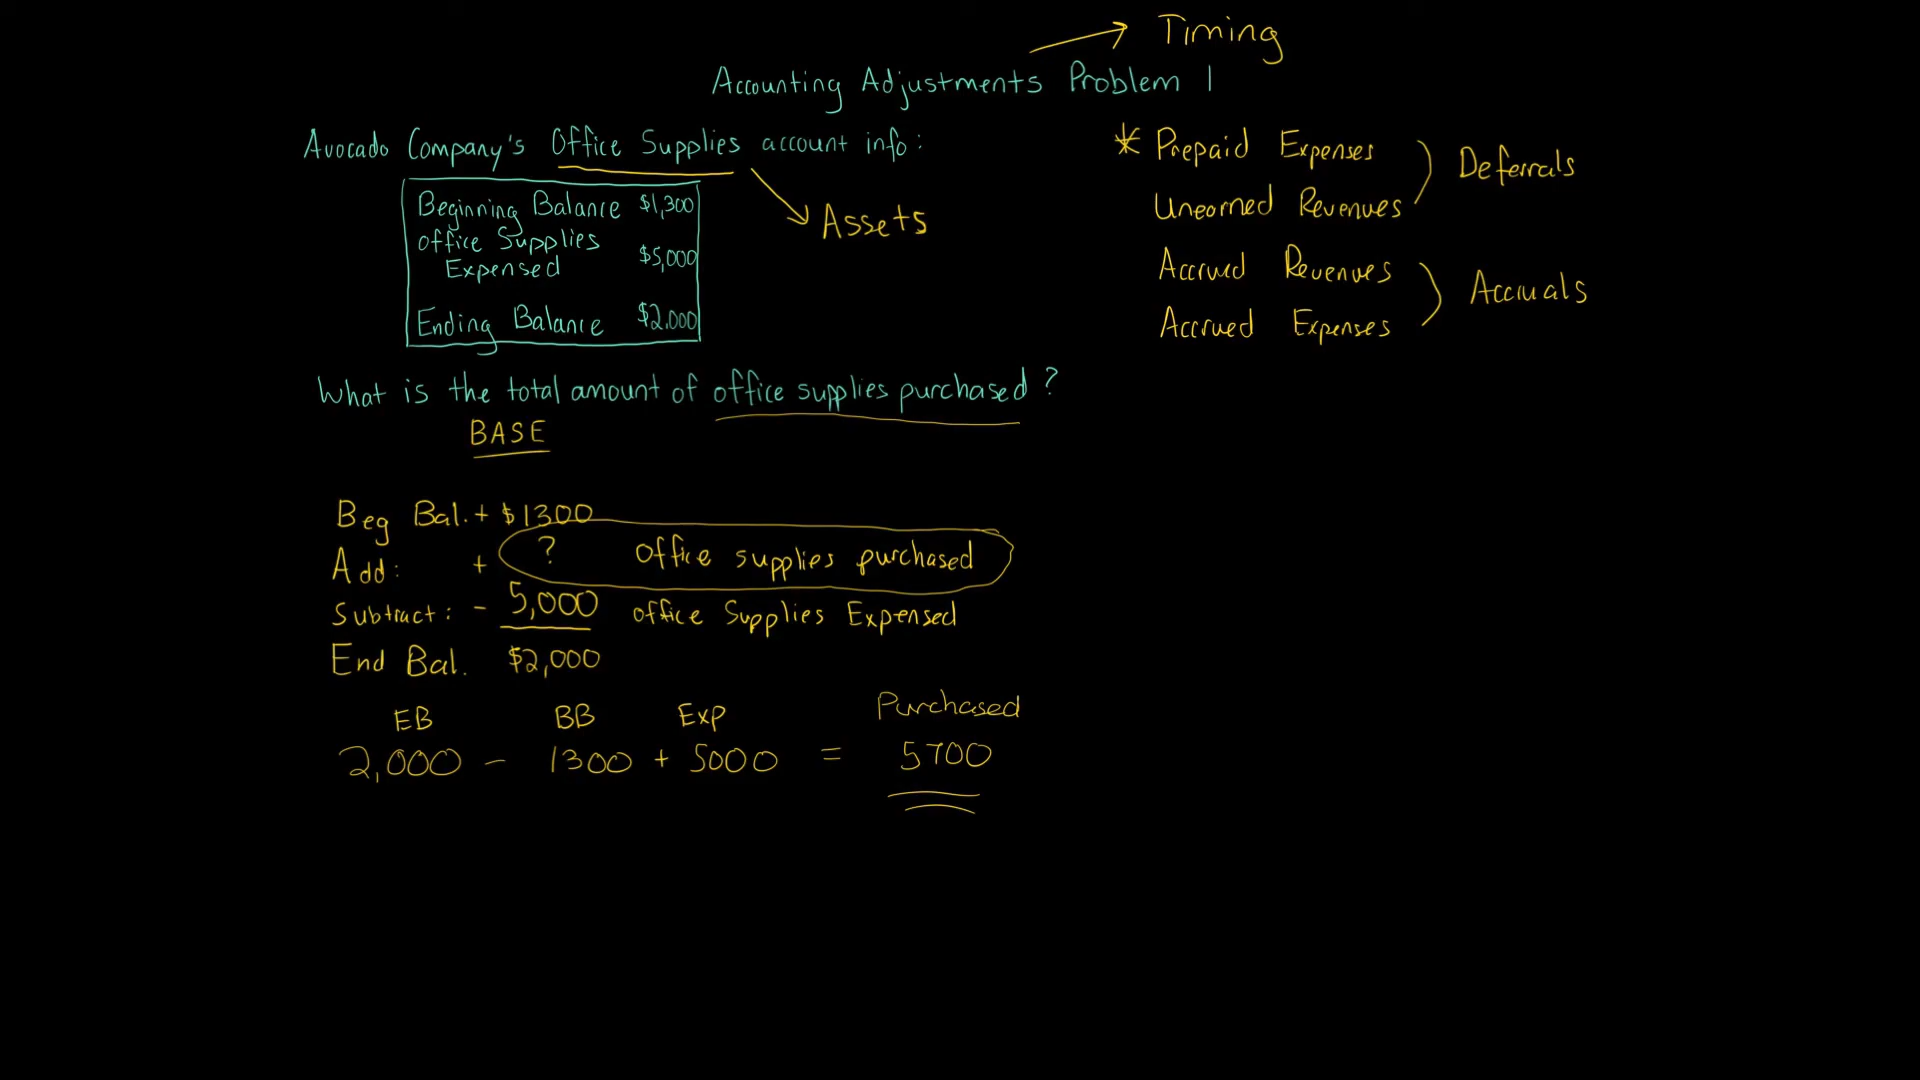 Timing
Accounting Adjustments Problem 1
Avocado Company's Office Supplies account info:
Beginning Balance $1,300
office Supplies
Expensed $5,000
Ending Balance $2,000
Assets
* Prepaid Expenses
Unearned Revenues
Deferrals
Accrued Revenues
Accrued Expenses
Accruals
What is the total amount of office supplies purchased?
BASE
Beg Bal. + $1300
Add: + ? office supplies purchased
Subtract: - 5,000 office Supplies Expensed
End Bal. $2,000
EB BB Exp Purchased
2,000 - 1300 + 5000 = 5700